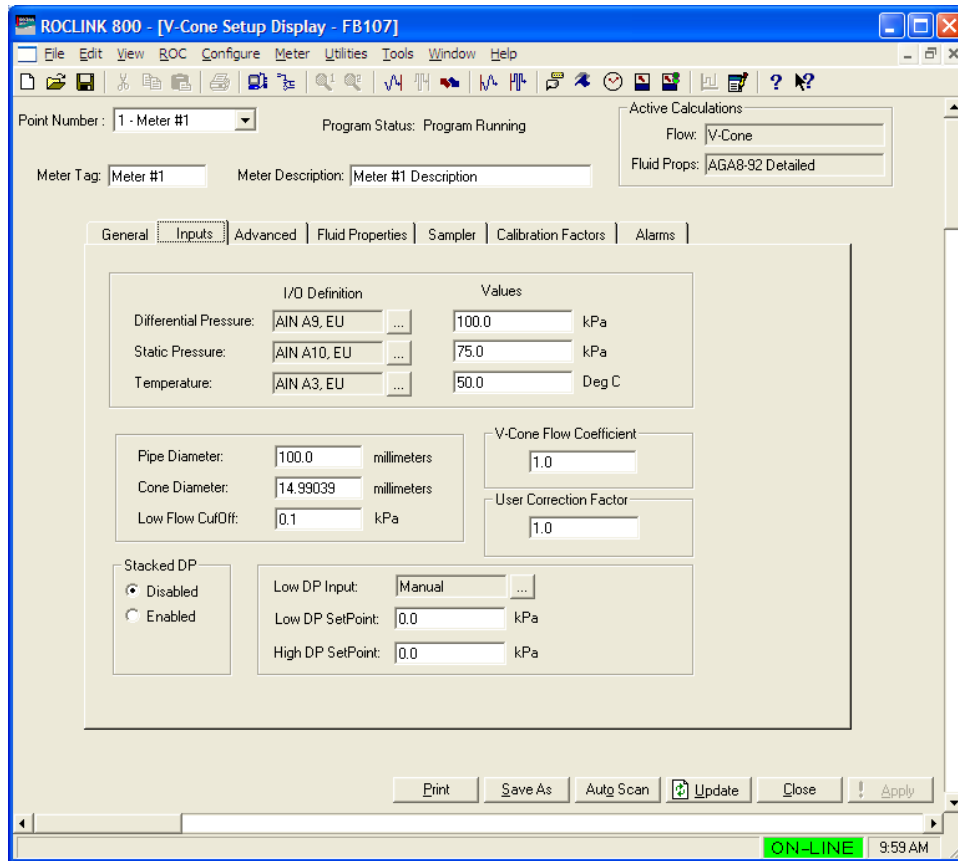 ROCLINK 800 - [V-Cone Setup Display - FB107]
File Edit View ROC Configure Meter Utilities Tools Window Help
Point Number : 1 - Meter #1 Program Status: Program Running
Active Calculations
Flow: V-Cone
Fluid Props: AGA8-92 Detailed
Meter Tag: Meter #1 Meter Description: Meter #1 Description
General Inputs Advanced Fluid Properties Sampler Calibration Factors Alarms
I/O Definition Values
Differential Pressure: AIN A9, EU ... 100.0 kPa
Static Pressure: AIN A10, EU ... 75.0 kPa
Temperature: AIN A3, EU ... 50.0 Deg C
Pipe Diameter: 100.0 millimeters
Cone Diameter: 14.99039 millimeters
Low Flow CufOff: 0.1 kPa
V-Cone Flow Coefficient
1.0
User Correction Factor
1.0
Stacked DP
Disabled
Enabled
Low DP Input: Manual ...
Low DP SetPoint: 0.0 kPa
High DP SetPoint: 0.0 kPa
Print Save As Auto Scan Update Close ! Apply
ON-LINE 9:59 AM